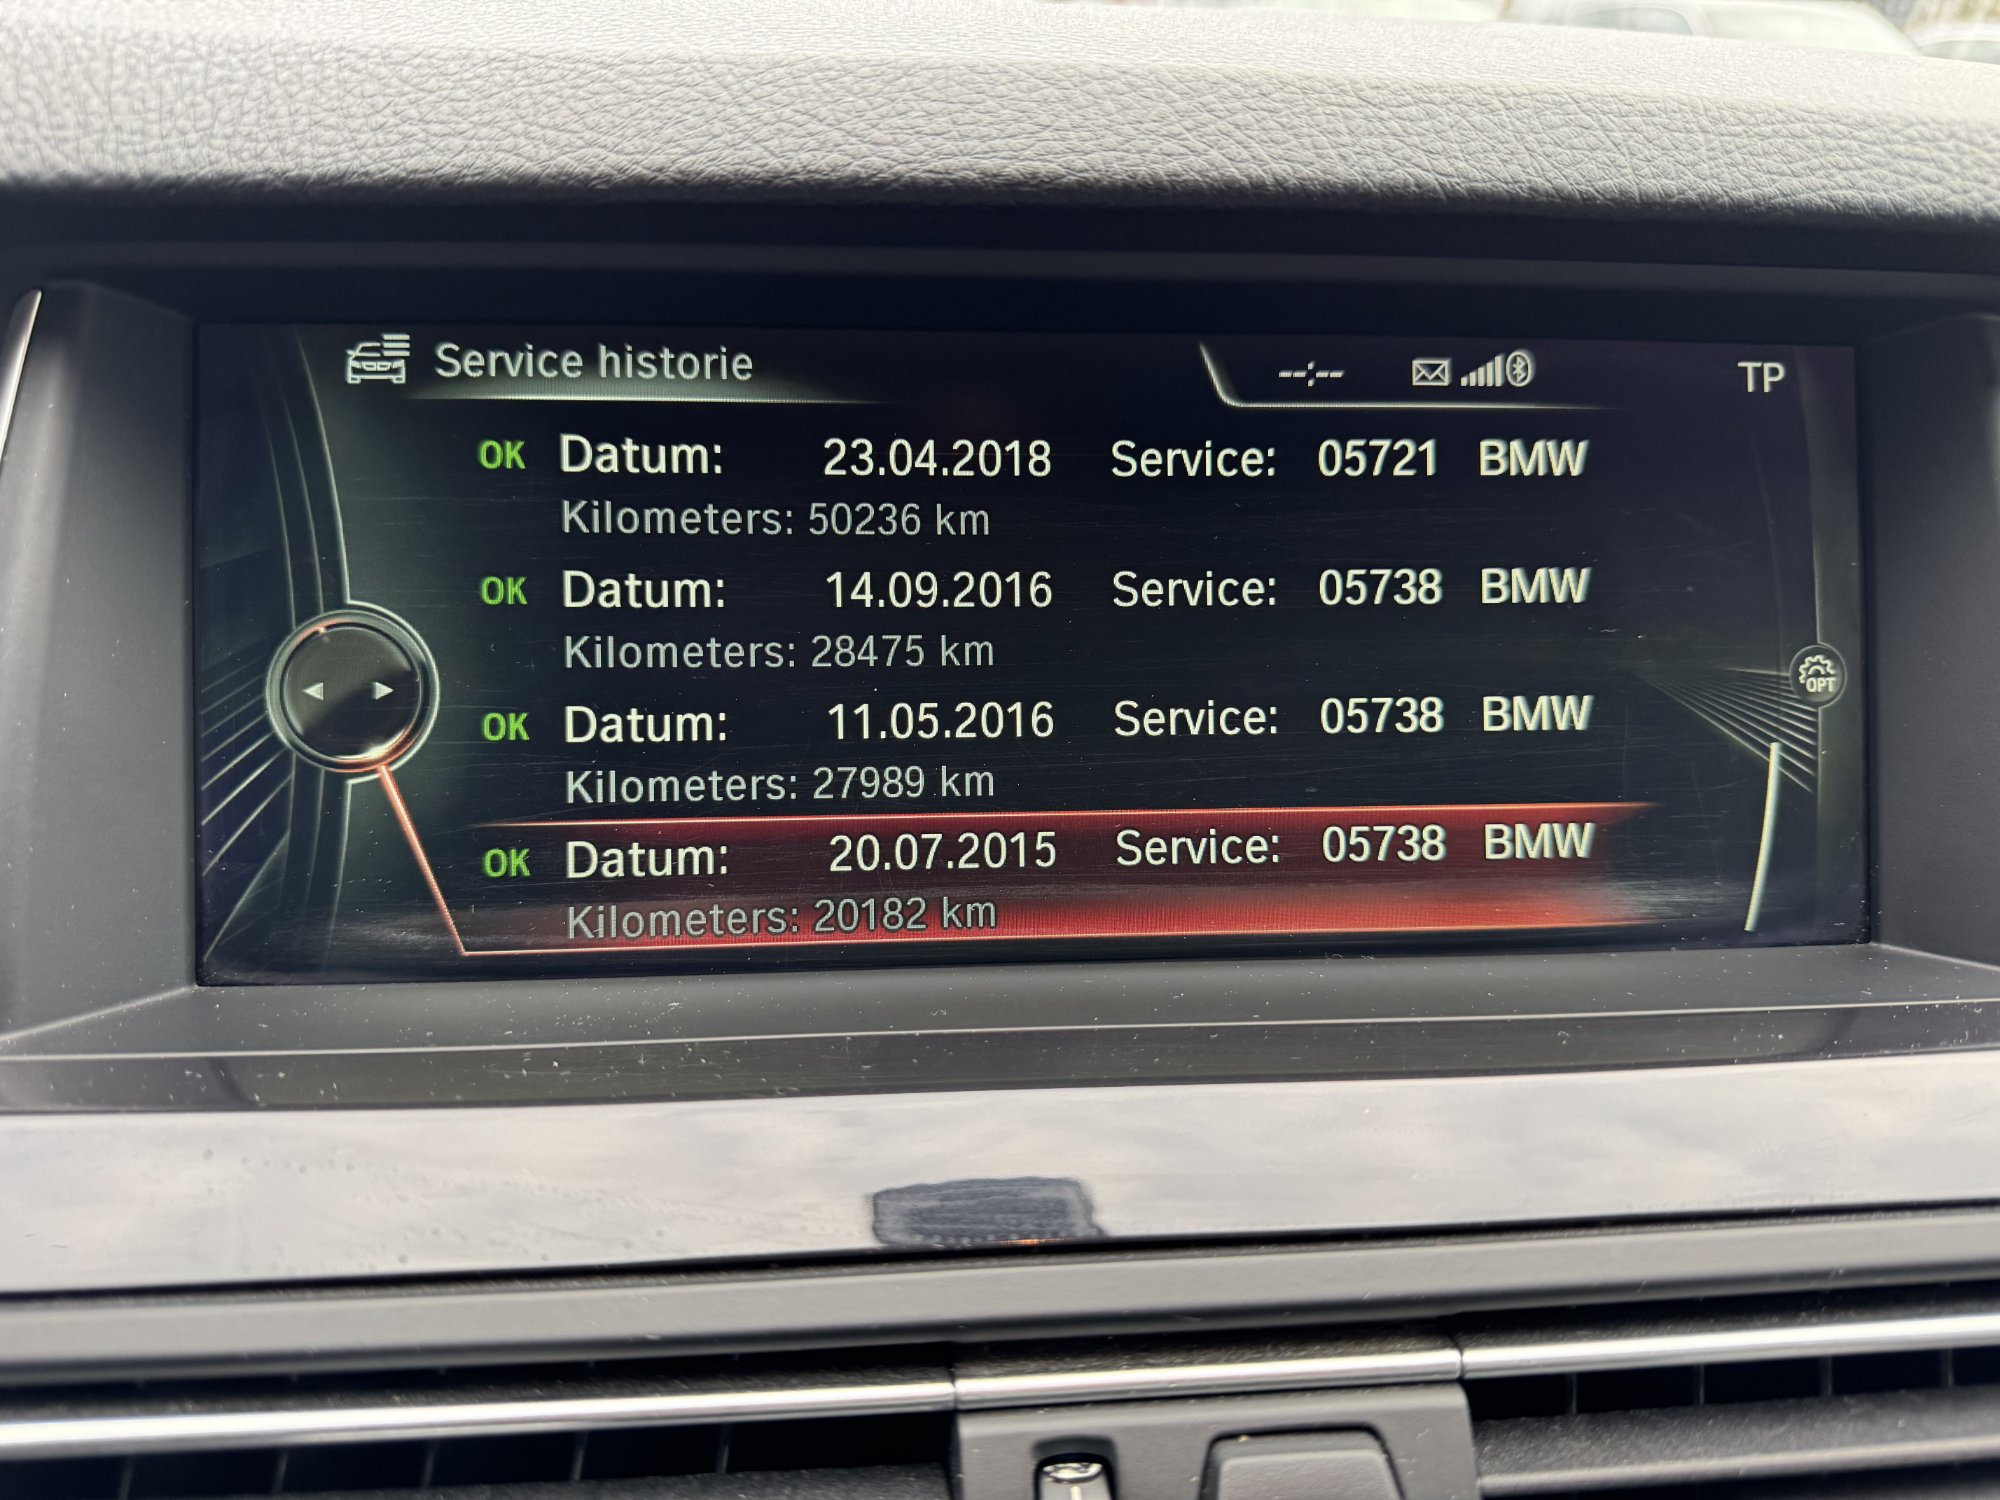 Service historie --:-- TP
OK Datum: 23.04.2018 Service: 05721 BMW
Kilometers: 50236 km
OK Datum: 14.09.2016 Service: 05738 BMW
Kilometers: 28475 km
OPT
OK Datum: 11.05.2016 Service: 05738 BMW
Kilometers: 27989 km
OK Datum: 20.07.2015 Service: 05738 BMW
Kilometers: 20182 km